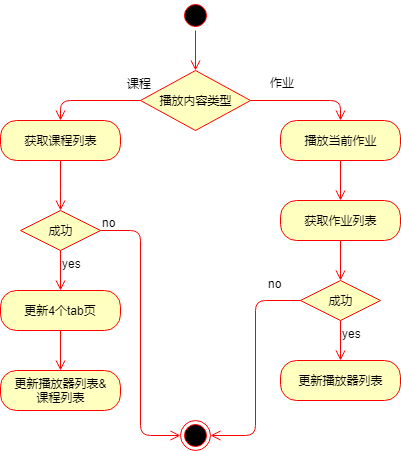 课程
作业
播放内容类型
获取课程列表
播放当前作业
获取作业列表
成功
no
yes
no
成功
yes
更新4个tab页
更新播放器列表&
课程列表
更新播放器列表